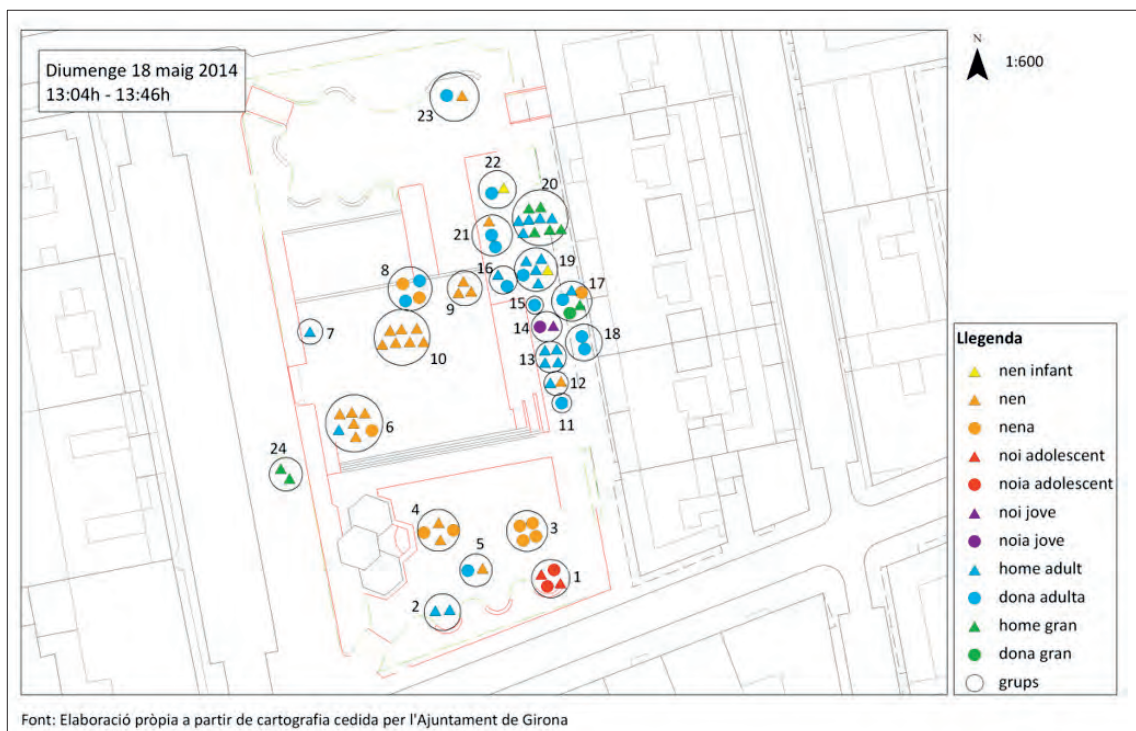 Diumenge 18 maig 2014
13:04h - 13:46h
N
1:600
23
22
20
21
19
16
8
17
9
15
7
14
18
10
13
12
11
6
24
4
3
5
1
2
Llegenda
nen infant
nen
nena
noi adolescent
noia adolescent
noi jove
noia jove
home adult
dona adulta
home gran
dona gran
grups
Font: Elaboració pròpia a partir de cartografia cedida per l'Ajuntament de Girona